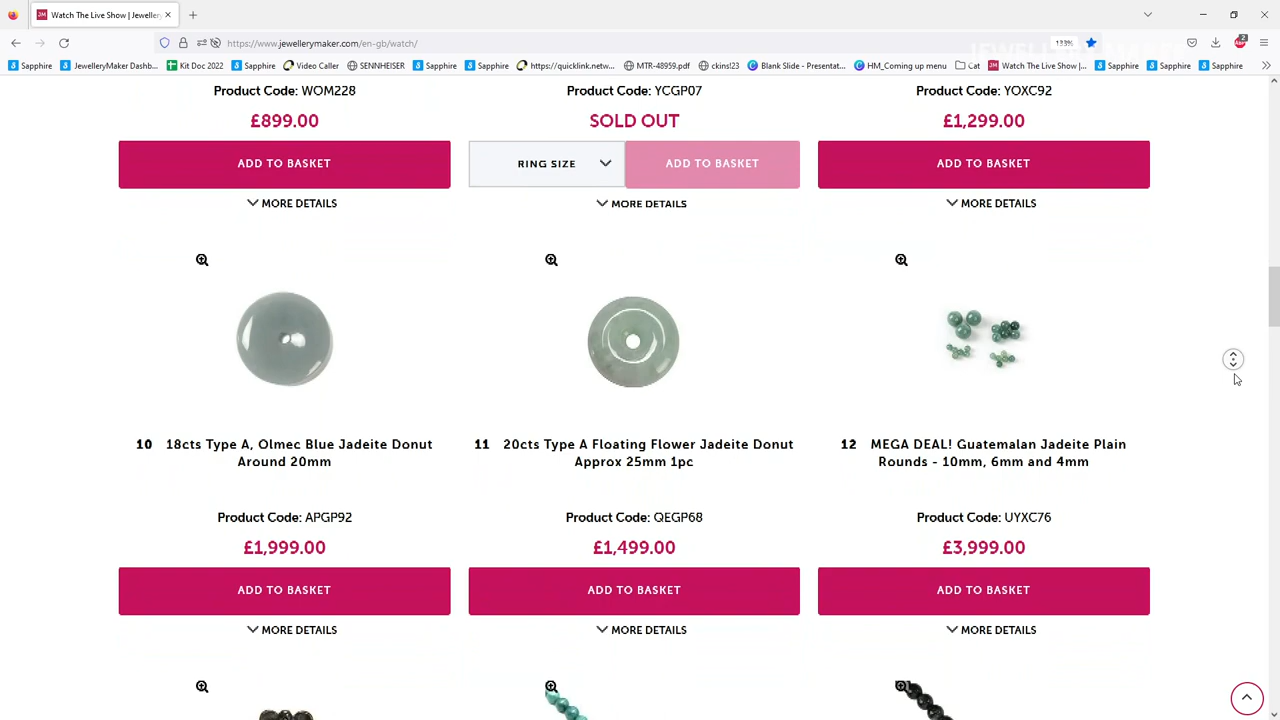 Watch The Live Show | Jeweller
https://www.jewellerymaker.com/en-gb/watch/
133%
2
Sapphire
JewelleryMaker Dashb...
Kit Doc 2022
Sapphire
Video Caller
SENNHEISER
Sapphire
Sapphire
https://quicklink.netw...
MTR-48959.pdf
ckins!23
Blank Slide - Presentat...
HM_Coming up menu
Cat
Watch The Live Show |...
Sapphire
Sapphire
Sapphire
Product Code: WOM228
Product Code: YCGP07
Product Code: YOXC92
£899.00
SOLD OUT
£1,299.00
ADD TO BASKET
RING SIZE
ADD TO BASKET
ADD TO BASKET
MORE DETAILS
MORE DETAILS
MORE DETAILS
10 18cts Type A, Olmec Blue Jadeite Donut
Around 20mm
11 20cts Type A Floating Flower Jadeite Donut
Approx 25mm 1pc
12 MEGA DEAL! Guatemalan Jadeite Plain
Rounds - 10mm, 6mm and 4mm
Product Code: APGP92
Product Code: QEGP68
Product Code: UYXC76
£1,999.00
£1,499.00
£3,999.00
ADD TO BASKET
ADD TO BASKET
ADD TO BASKET
MORE DETAILS
MORE DETAILS
MORE DETAILS